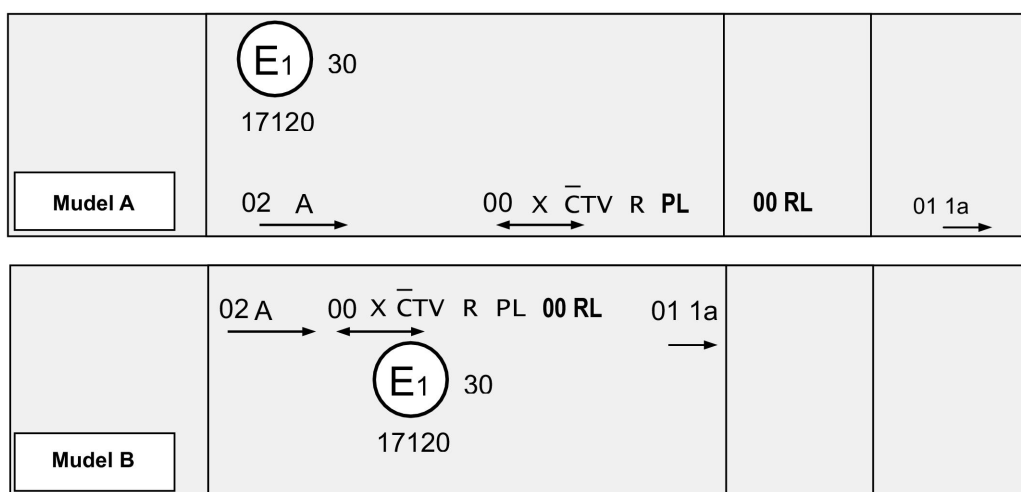 E1 30
17120
Mudel A
02 A 00 X C̅TV R PL 00 RL 01 1a
02 A 00 X C̅TV R PL 00 RL 01 1a
E1 30
17120
Mudel B